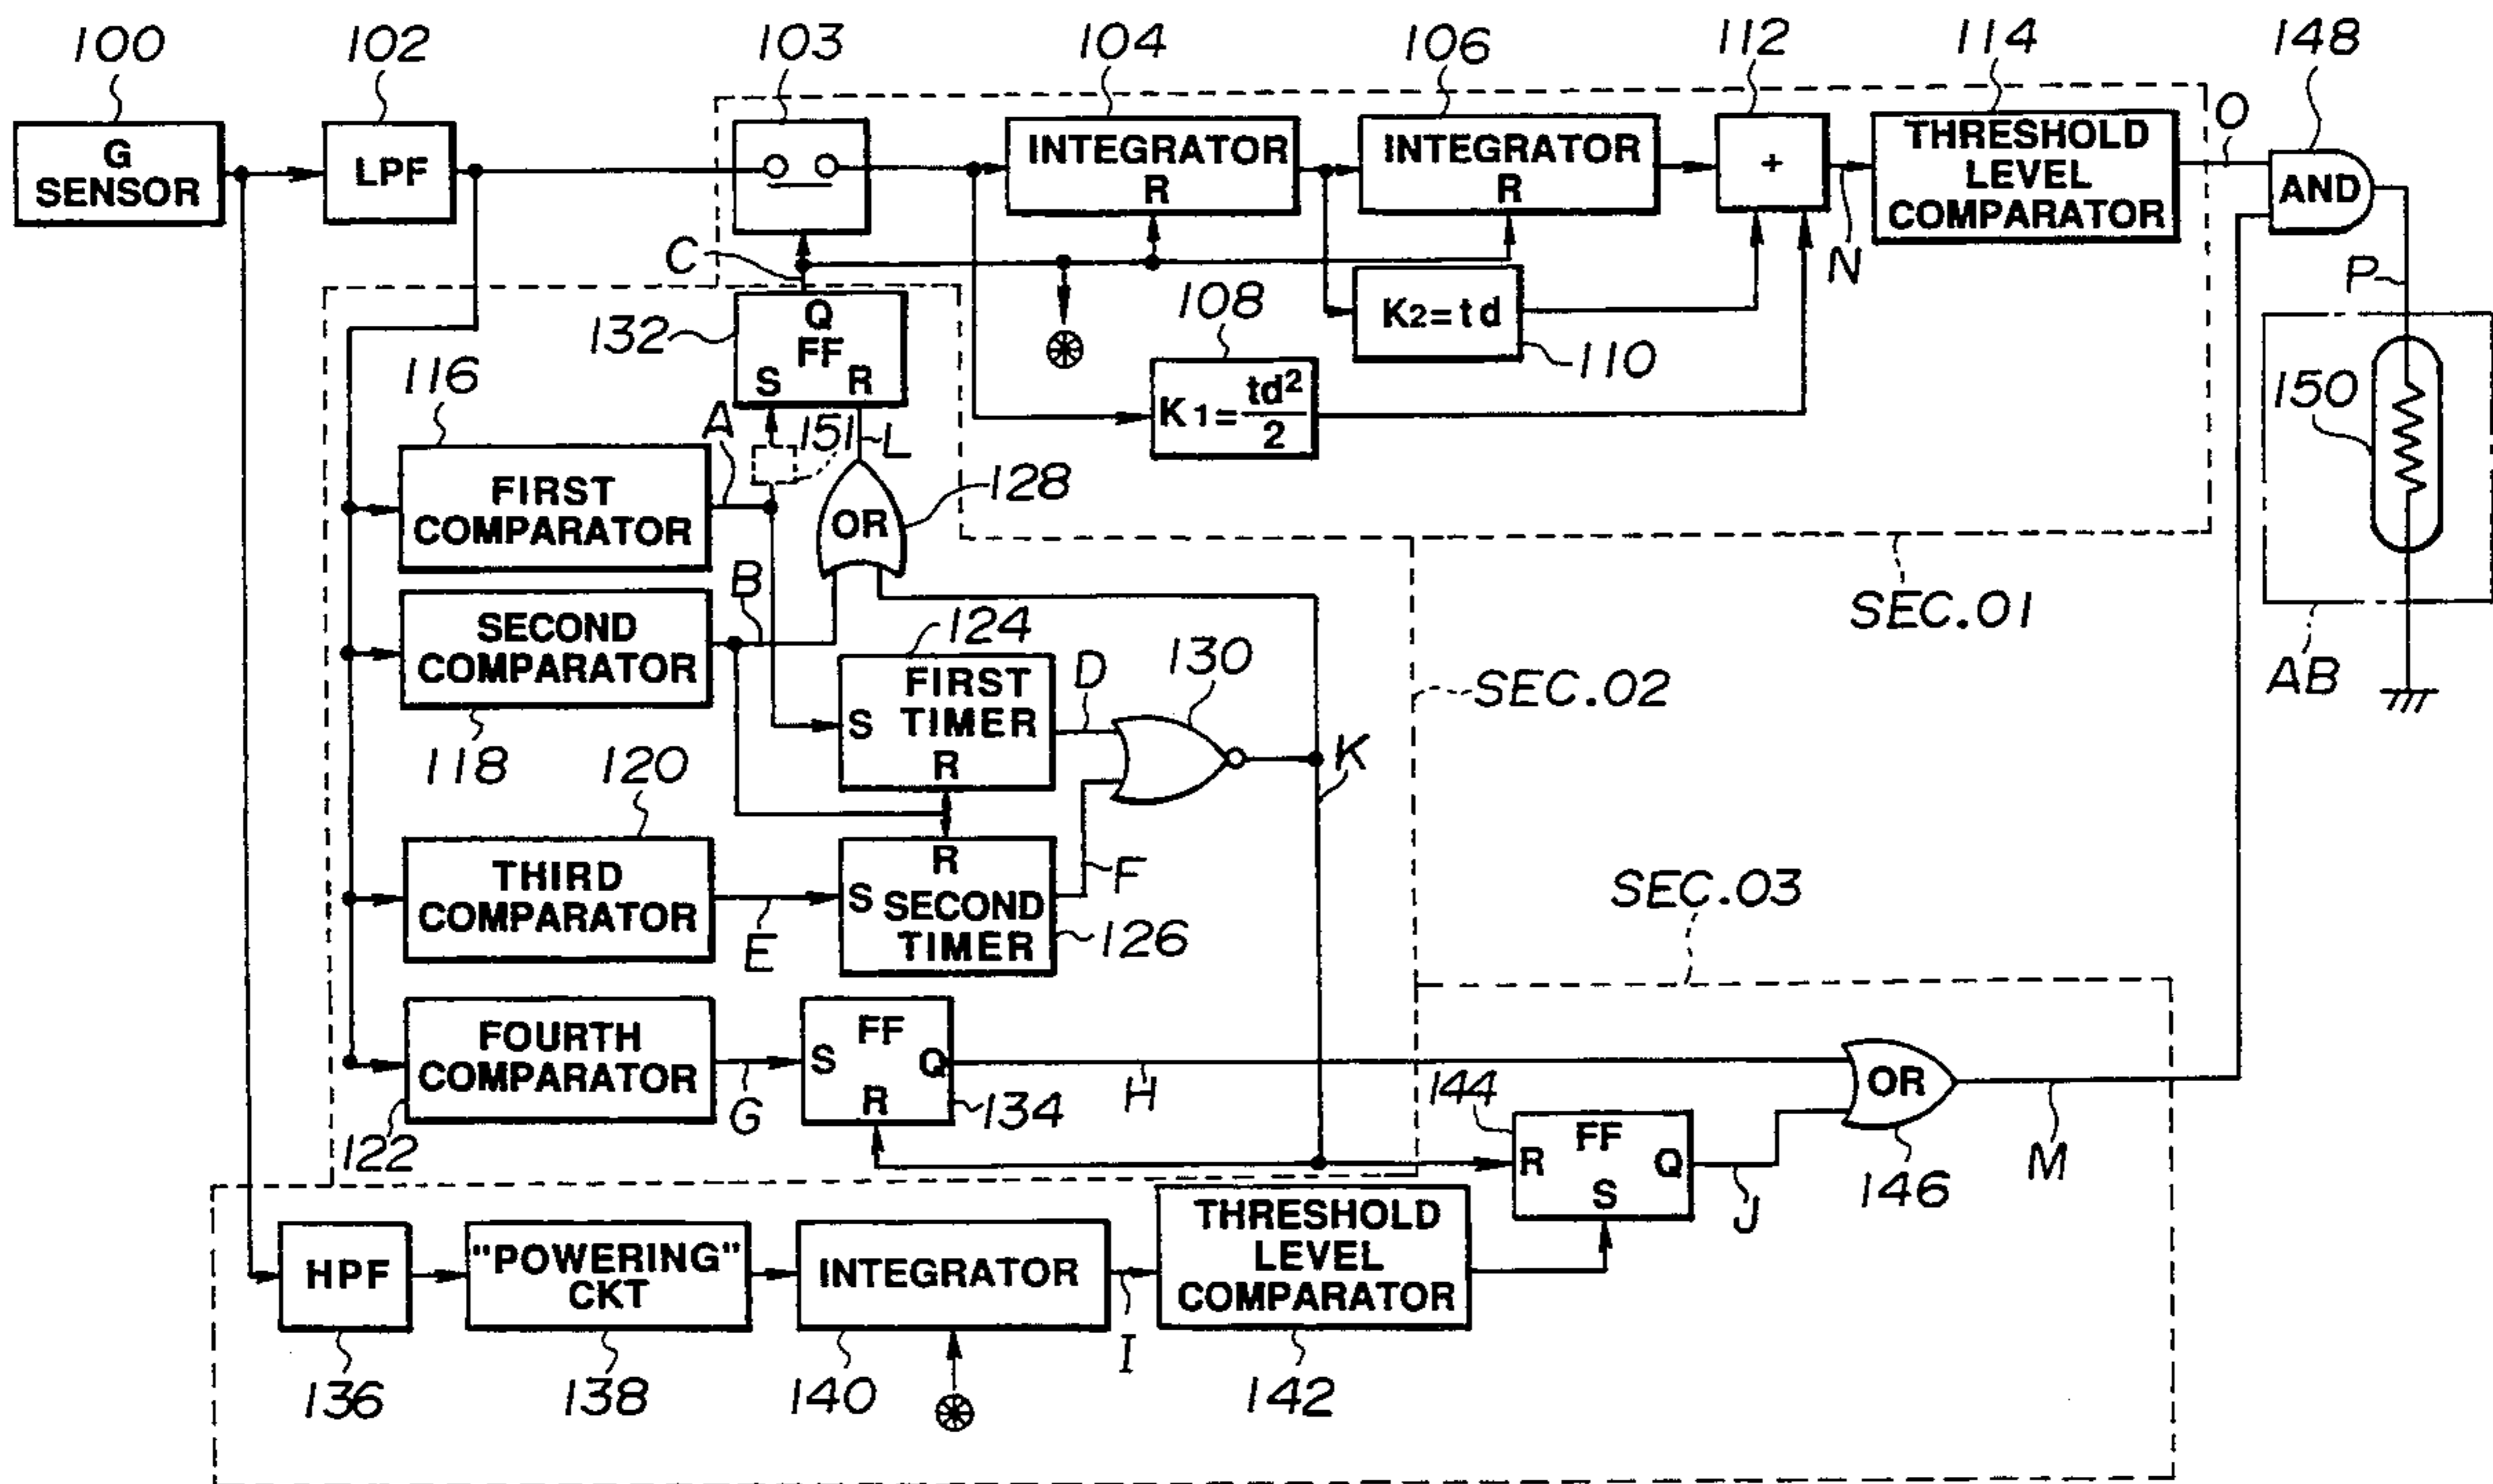 100
102
103
104
106
112
114
148
G
SENSOR
LPF
INTEGRATOR
R
INTEGRATOR
R
+
THRESHOLD
LEVEL
COMPARATOR
O
AND
C
N
P
132
Q
FF
S R
108
K2=td
110
K1=td²/2
150
116
A
151
L
FIRST
COMPARATOR
OR
128
B
SEC.01
AB
SECOND
COMPARATOR
118
124
FIRST
S TIMER
R
D
130
SEC.02
K
120
THIRD
COMPARATOR
E
R
S SECOND
TIMER
F
126
SEC.03
FOURTH
COMPARATOR
122
G
FF
S Q
R
134
H
144
FF
R Q
S
J
OR
146
M
HPF
136
"POWERING"
CKT
138
INTEGRATOR
140
I
THRESHOLD
LEVEL
COMPARATOR
142